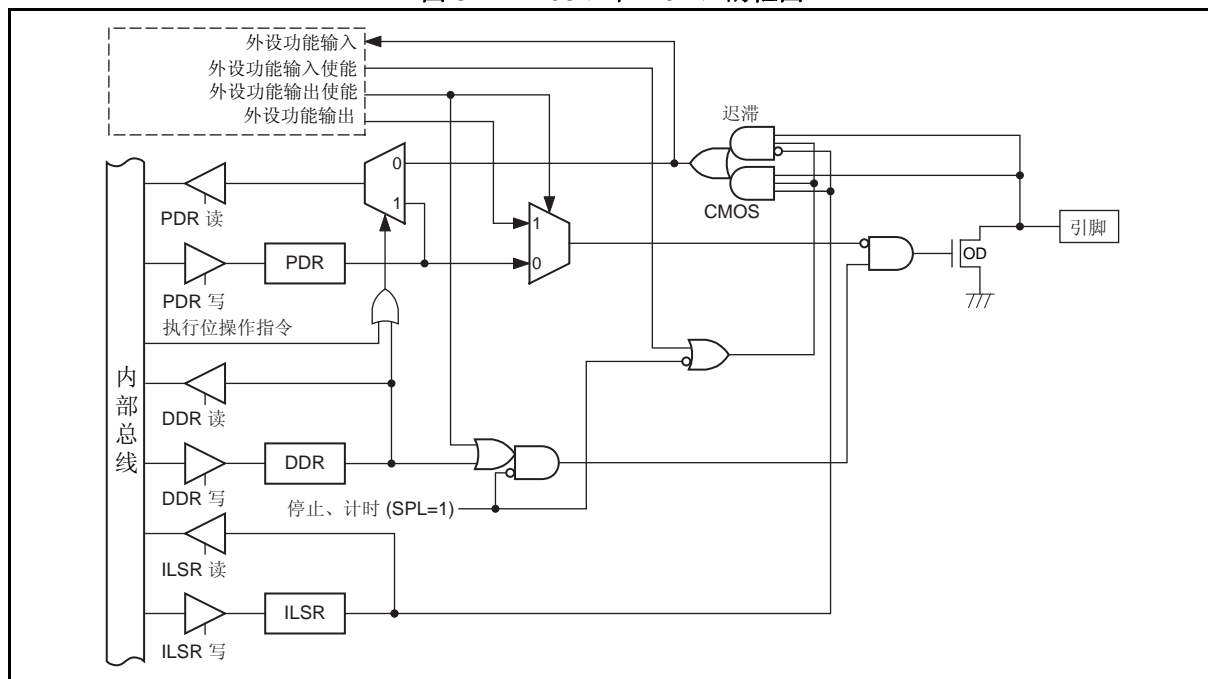 外设功能输入
外设功能输入使能
外设功能输出使能
外设功能输出
迟滞
0
1
CMOS
PDR 读
1
引脚
PDR
0
OD
PDR 写
执行位操作指令
内部总线
DDR 读
DDR
DDR 写
停止、计时 (SPL=1)
ILSR 读
ILSR
ILSR 写